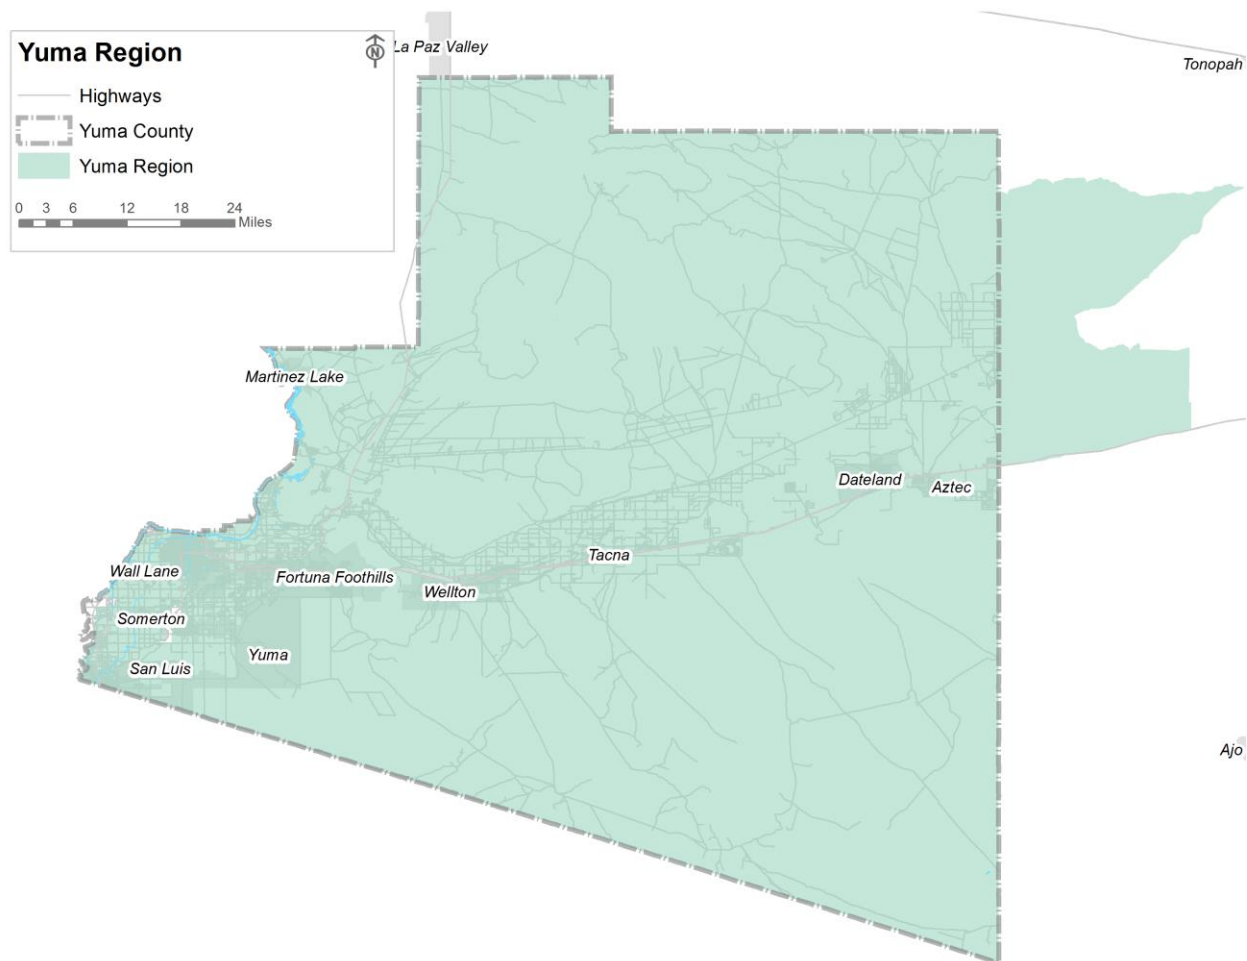 Yuma Region
N
La Paz Valley
Tonopah
Highways
Yuma County
Yuma Region
0 3 6 12 18 24
Miles
Martinez Lake
Dateland
Aztec
Tacna
Wall Lane
Fortuna Foothills
Wellton
Somerton
Yuma
San Luis
Ajo